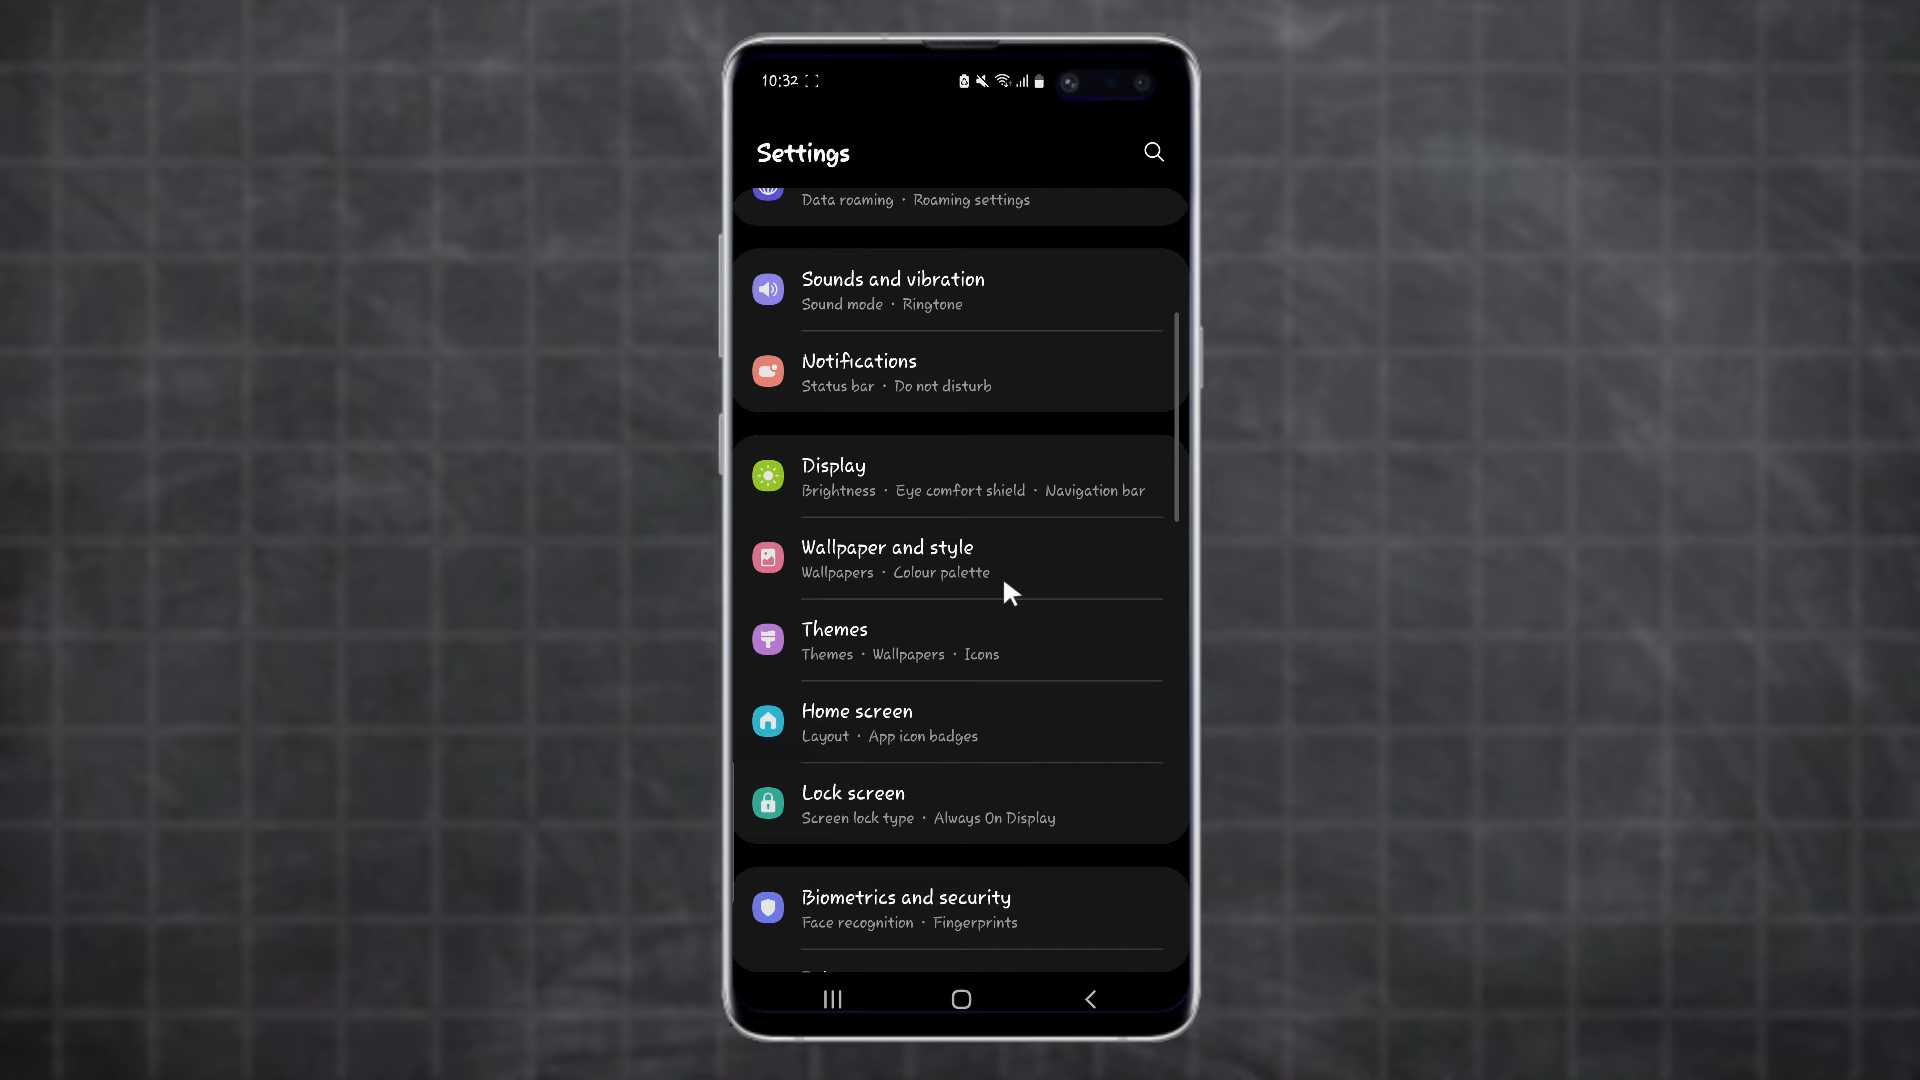 10:32
Settings
Data roaming • Roaming settings
Sounds and vibration
Sound mode • Ringtone
Notifications
Status bar • Do not disturb
Display
Brightness • Eye comfort shield • Navigation bar
Wallpaper and style
Wallpapers • Colour palette
Themes
Themes • Wallpapers • Icons
Home screen
Layout • App icon badges
Lock screen
Screen lock type • Always On Display
Biometrics and security
Face recognition • Fingerprints